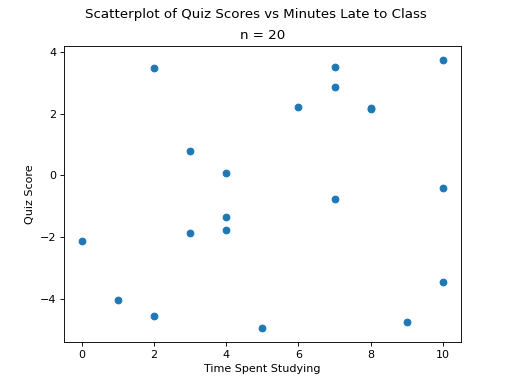 Scatterplot of Quiz Scores vs Minutes Late to Class
n = 20
4
2
0
−2
−4
Quiz Score
0 2 4 6 8 10
Time Spent Studying